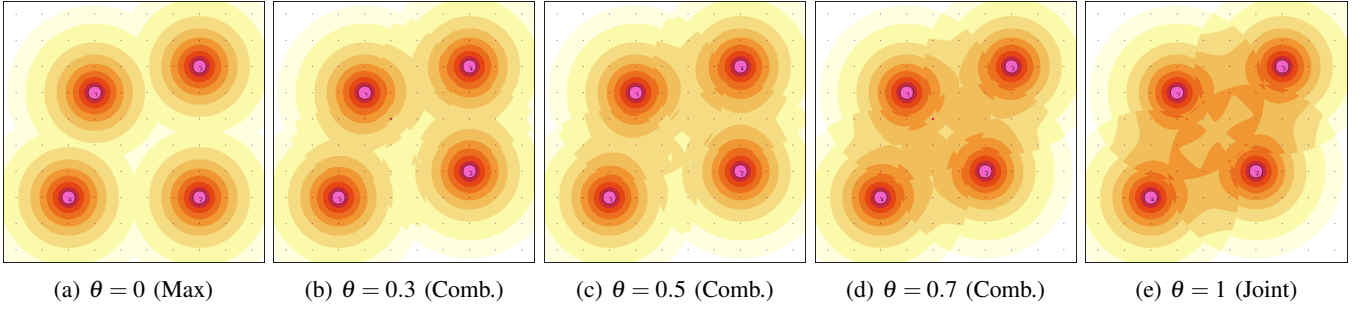 (a) θ = 0 (Max)
(b) θ = 0.3 (Comb.)
(c) θ = 0.5 (Comb.)
(d) θ = 0.7 (Comb.)
(e) θ = 1 (Joint)